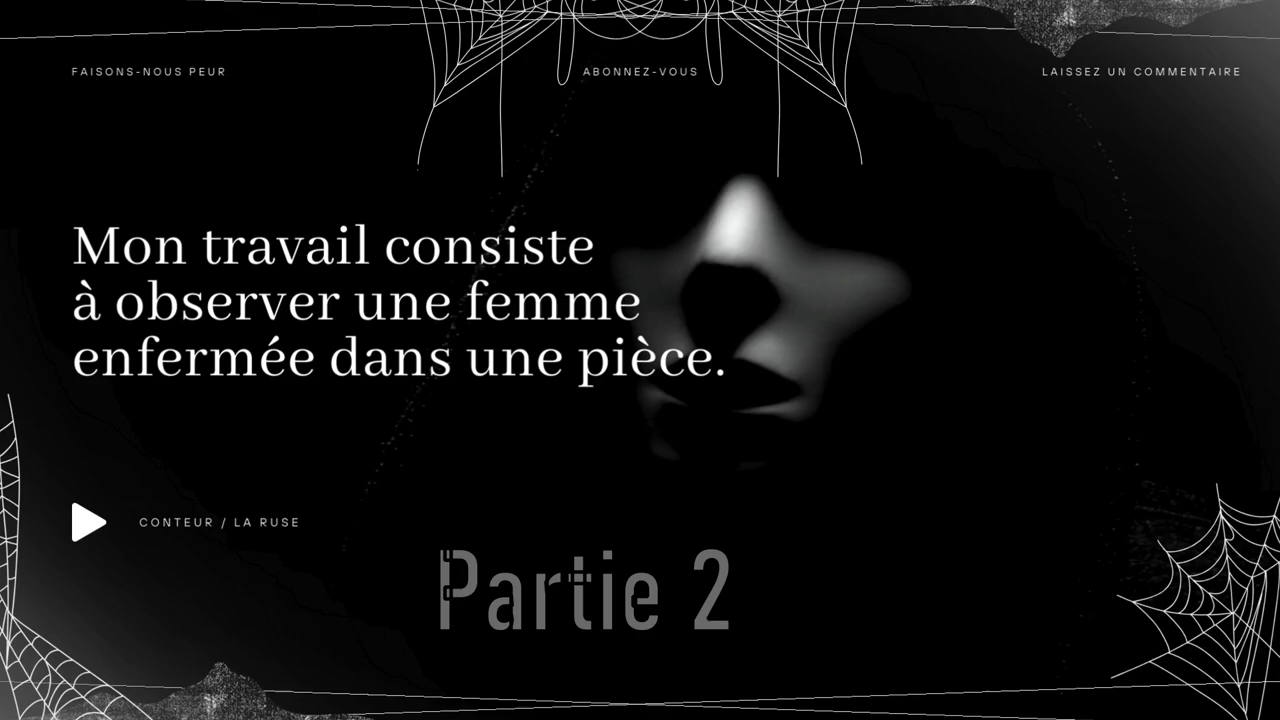 FAISONS-NOUS PEUR
ABONNEZ-VOUS
LAISSEZ UN COMMENTAIRE
Mon travail consiste
à observer une femme
enfermée dans une pièce.
CONTEUR / LA RUSE
Partie 2